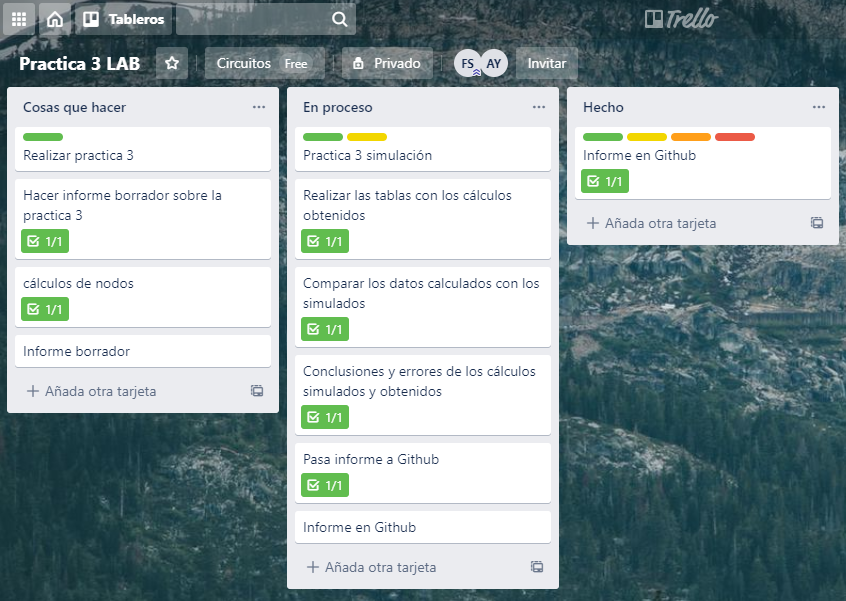 Tableros
Trello
Practica 3 LAB
Circuitos Free
Privado
FS
AY
Invitar
Cosas que hacer
Realizar practica 3
Hacer informe borrador sobre la
practica 3
1/1
cálculos de nodos
1/1
Informe borrador
+ Añada otra tarjeta
En proceso
Practica 3 simulación
Realizar las tablas con los cálculos
obtenidos
1/1
Comparar los datos calculados con los
simulados
1/1
Conclusiones y errores de los cálculos
simulados y obtenidos
1/1
Pasa informe a Github
1/1
Informe en Github
+ Añada otra tarjeta
Hecho
Informe en Github
1/1
+ Añada otra tarjeta